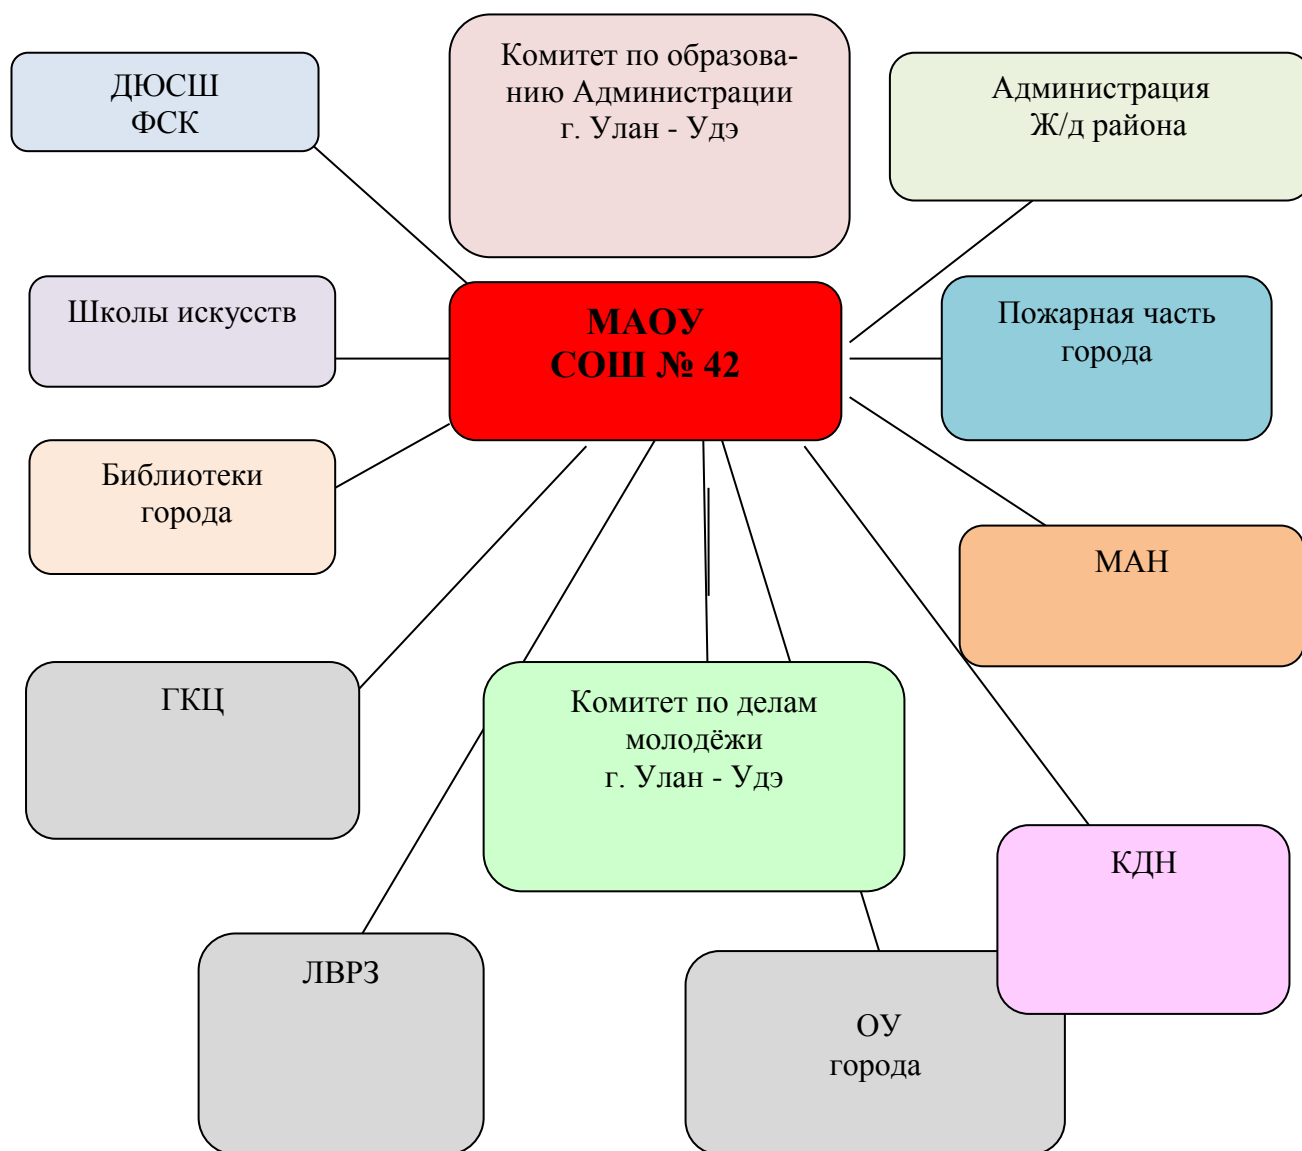 ДЮСШ
ФСК
Комитет по образова-
нию Администрации
г. Улан - Удэ
Администрация
Ж/д района
Школы искусств
МАОУ
СОШ № 42
Пожарная часть
города
Библиотеки
города
МАН
ГКЦ
Комитет по делам
молодёжи
г. Улан - Удэ
КДН
ЛВРЗ
ОУ
города